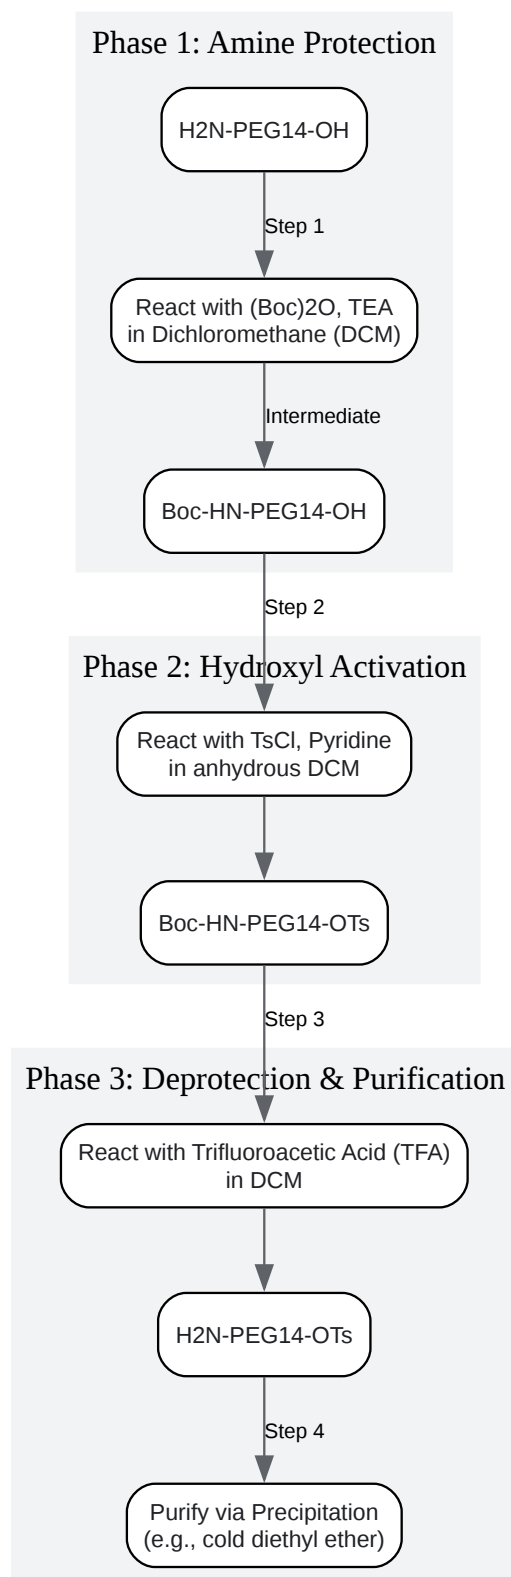 Phase 1: Amine Protection
H2N-PEG14-OH
Step 1
React with (Boc)2O, TEA
in Dichloromethane (DCM)
Intermediate
Boc-HN-PEG14-OH
Step 2
Phase 2: Hydroxyl Activation
React with TsCl, Pyridine
in anhydrous DCM
Boc-HN-PEG14-OTs
Step 3
Phase 3: Deprotection & Purification
React with Trifluoroacetic Acid (TFA)
in DCM
H2N-PEG14-OTs
Step 4
Purify via Precipitation
(e.g., cold diethyl ether)